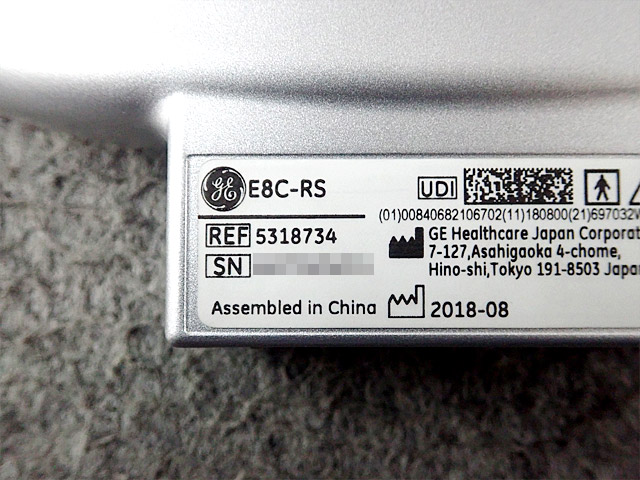 GE E8C-RS
UDI
(01)00840682106702(11)180800(21)697032W
REF 5318734
GE Healthcare Japan Corporat
7-127,Asahigaoka 4-chome,
Hino-shi,Tokyo 191-8503 Japa
SN
Assembled in China
2018-08